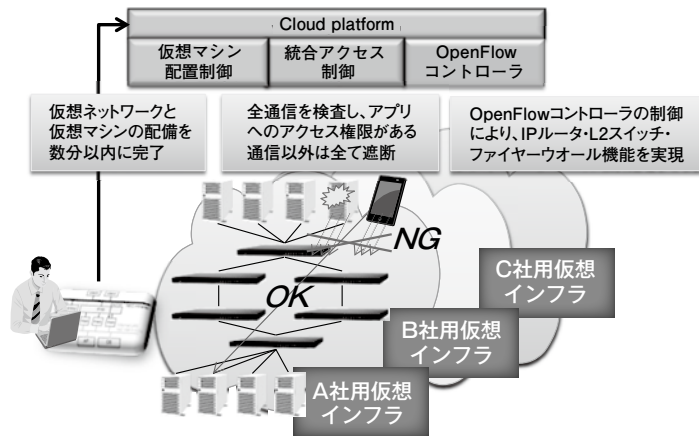 Cloud platform
仮想マシン
配置制御
統合アクセス
制御
OpenFlow
コントローラ
仮想ネットワークと
仮想マシンの配備を
数分以内に完了
全通信を検査し、アプリ
へのアクセス権限がある
通信以外は全て遮断
OpenFlowコントローラの制御
により、IPルータ・L2スイッチ・
ファイヤーウオール機能を実現
NG
OK
C社用仮想
インフラ
B社用仮想
インフラ
A社用仮想
インフラ